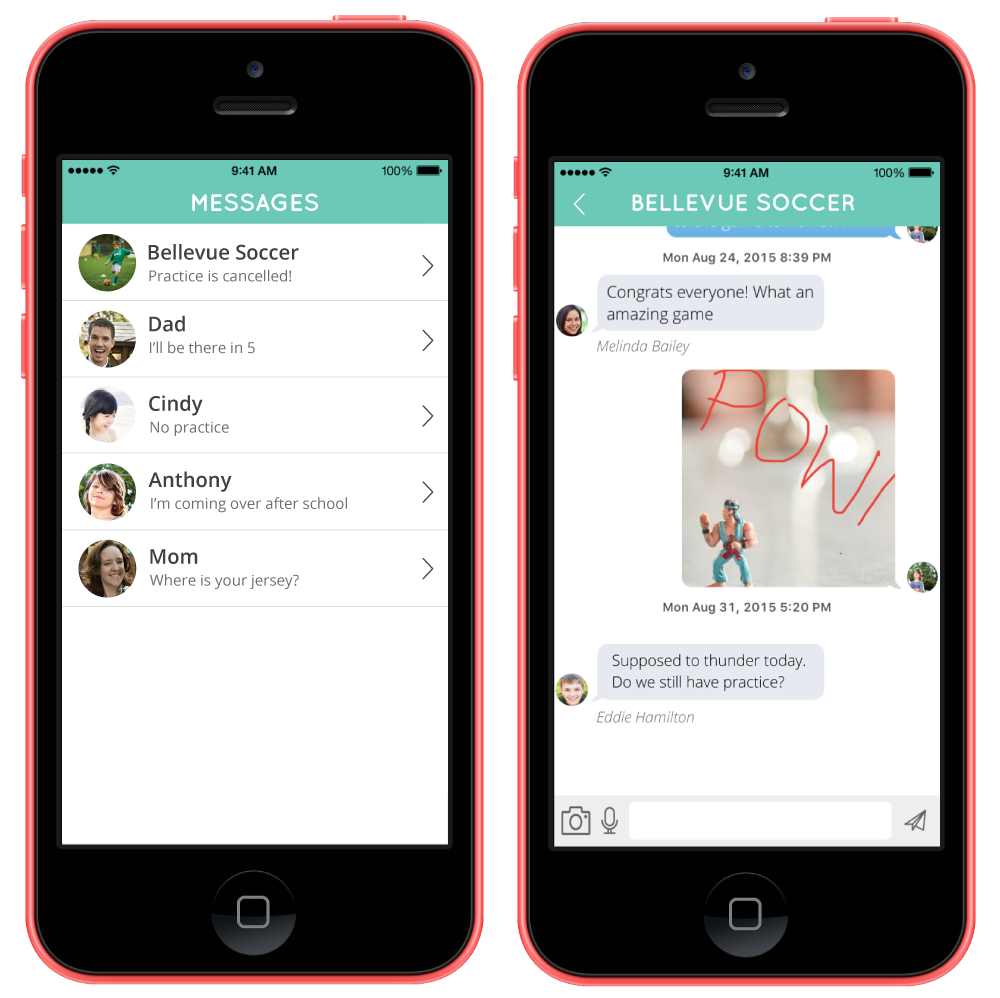 9:41 AM
100%
MESSAGES
Bellevue Soccer
Practice is cancelled!
Dad
I'll be there in 5
Cindy
No practice
Anthony
I'm coming over after school
Mom
Where is your jersey?
9:41 AM
100%
BELLEVUE SOCCER
Mon Aug 24, 2015 8:39 PM
Congrats everyone! What an
amazing game
Melinda Bailey
POW!
Mon Aug 31, 2015 5:20 PM
Supposed to thunder today.
Do we still have practice?
Eddie Hamilton